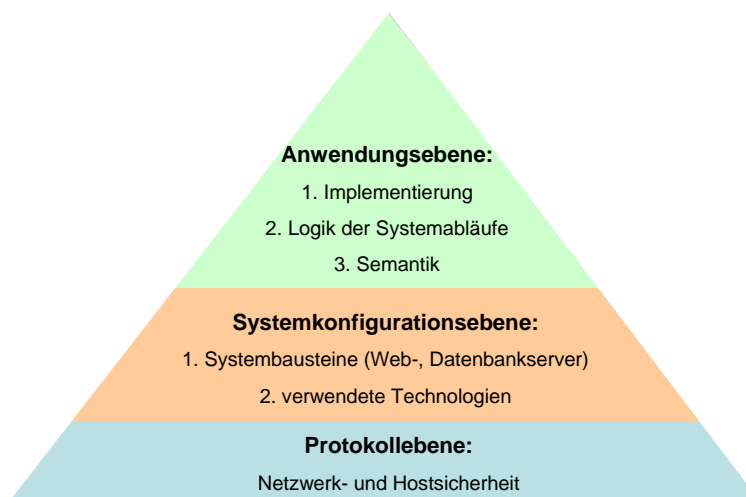 Anwendungsebene:
1. Implementierung
2. Logik der Systemabläufe
3. Semantik
Systemkonfigurationsebene:
1. Systembausteine (Web-, Datenbankserver)
2. verwendete Technologien
Protokollebene:
Netzwerk- und Hostsicherheit